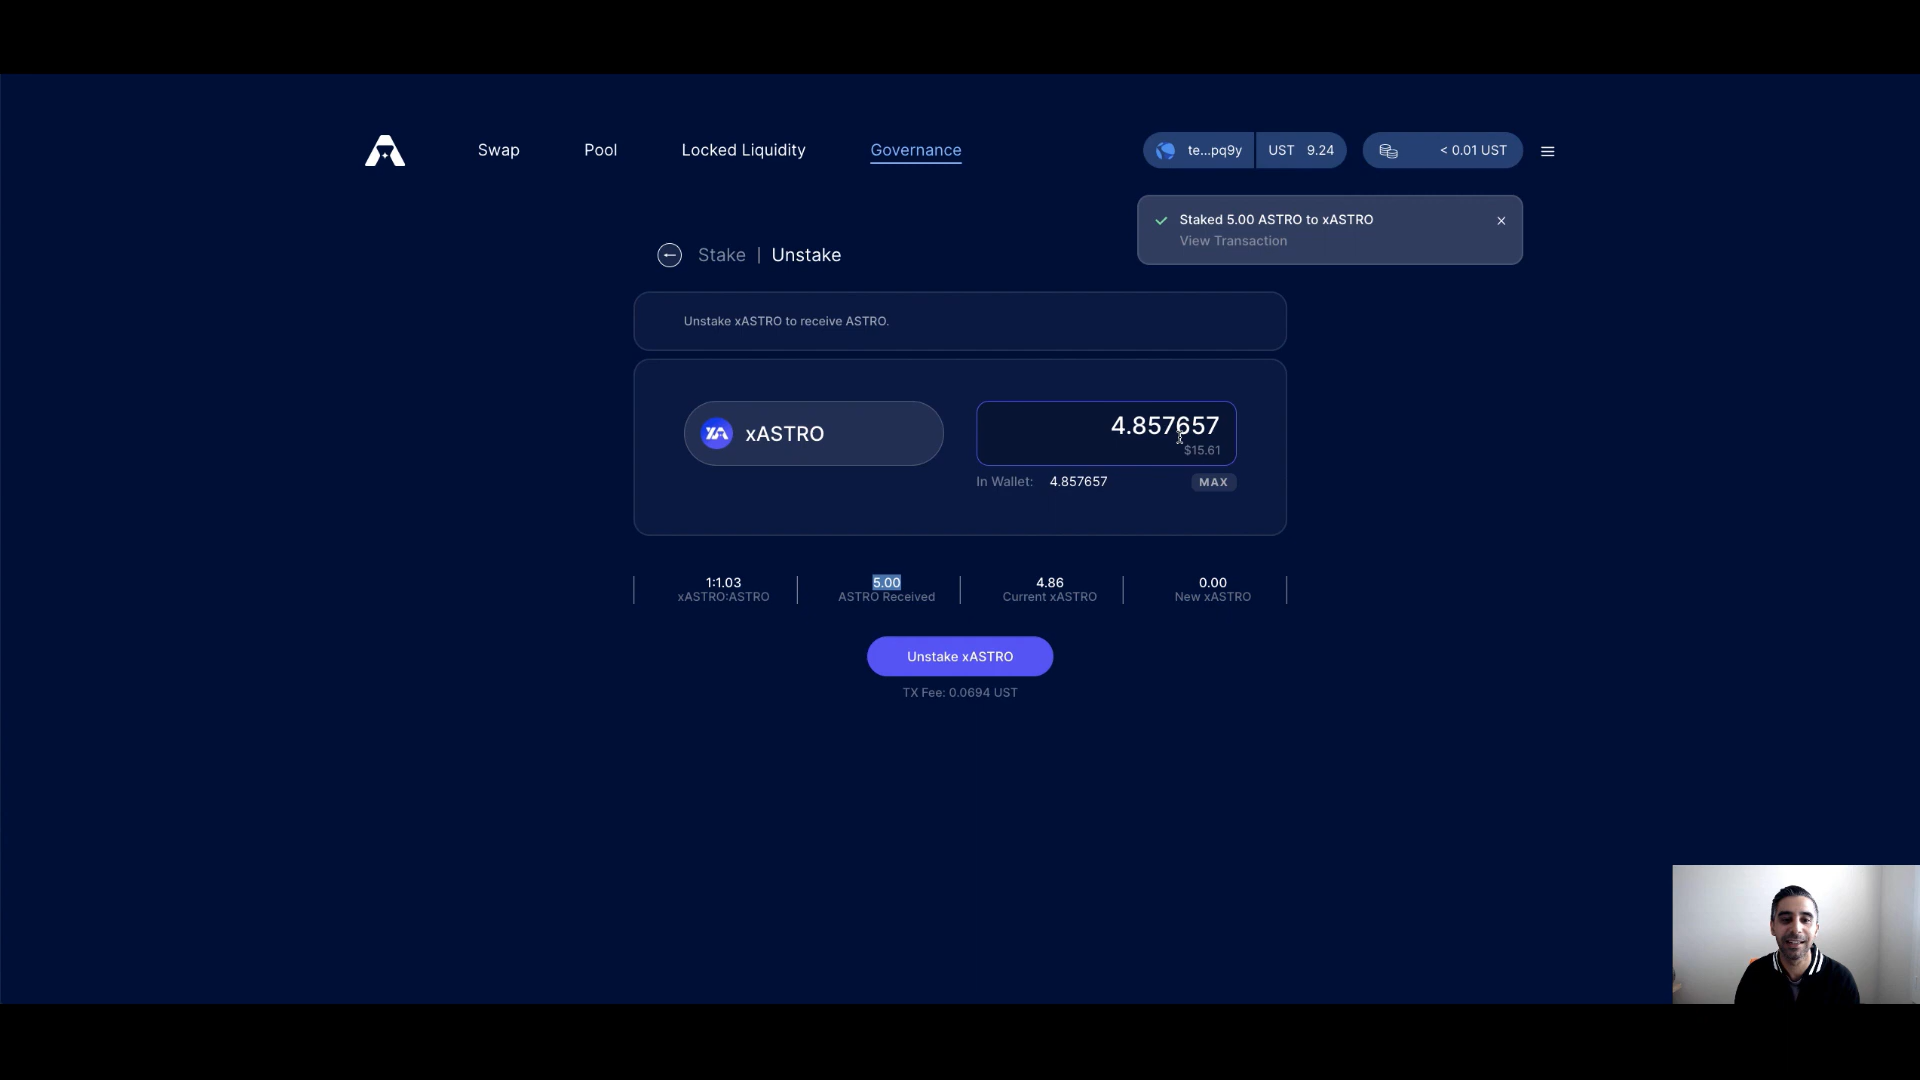 Swap Pool Locked Liquidity Governance te...pq9y UST 9.24 < 0.01 UST
Staked 5.00 ASTRO to xASTRO
View Transaction
Stake | Unstake
Unstake xASTRO to receive ASTRO.
xASTRO
4.857657
$15.61
In Wallet: 4.857657 MAX
1:1.03 5.00 4.86 0.00
xASTRO:ASTRO ASTRO Received Current xASTRO New xASTRO
Unstake xASTRO
TX Fee: 0.0694 UST